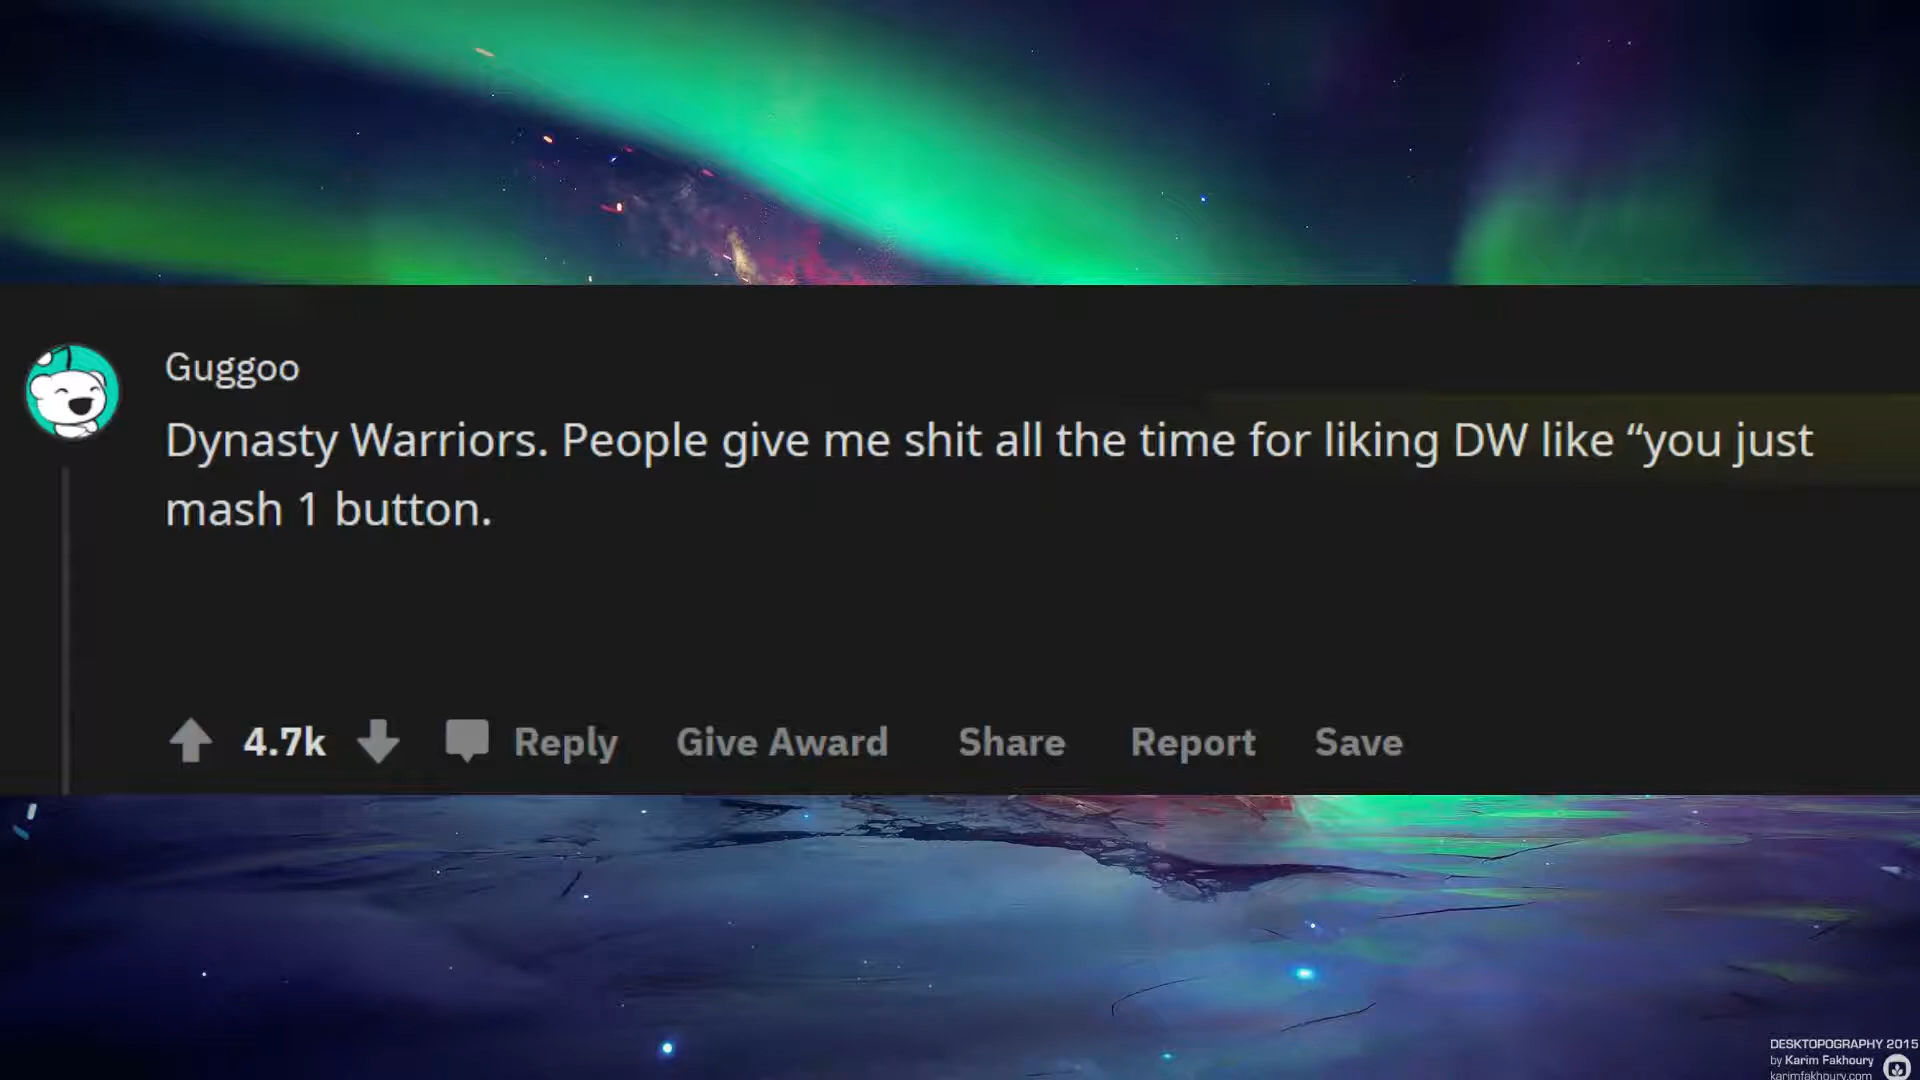 Guggoo
Dynasty Warriors. People give me shit all the time for liking DW like “you just
mash 1 button.
4.7k Reply Give Award Share Report Save
DESKTOPOGRAPHY 2015
by Karim Fakhoury
karimfakhoury.com